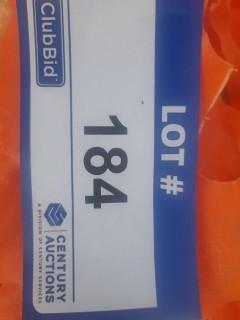 LOT #
184
ClubBid®
CENTURY
AUCTIONS
A DIVISION OF CENTURY SERVICES